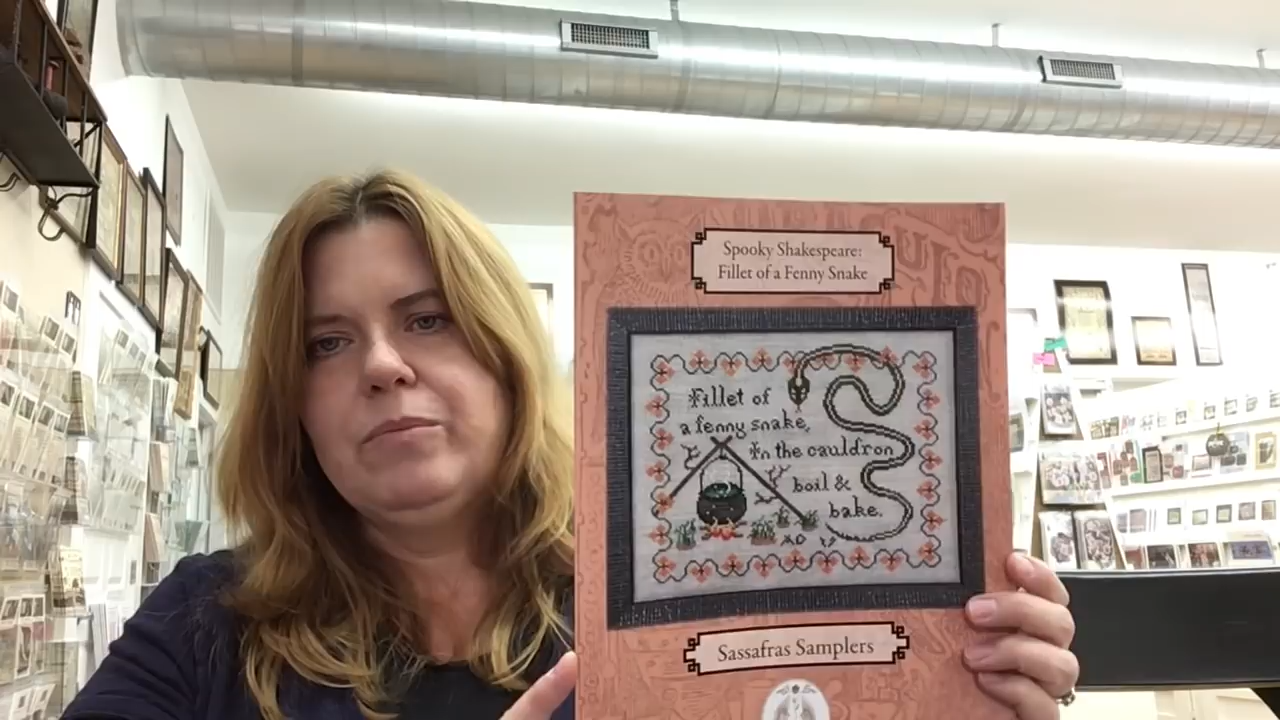 Spooky Shakespeare:
Fillet of a Fenny Snake
Fillet of
a fenny snake,
In the cauldron
boil &
bake.
Sassafras Samplers